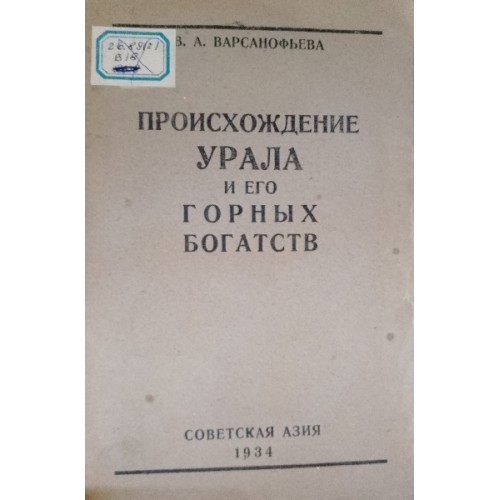 В. А. ВАРСАНОФЬЕВА
ПРОИСХОЖДЕНИЕ
УРАЛА
И ЕГО
ГОРНЫХ
БОГАТСТВ
СОВЕТСКАЯ АЗИЯ
1934